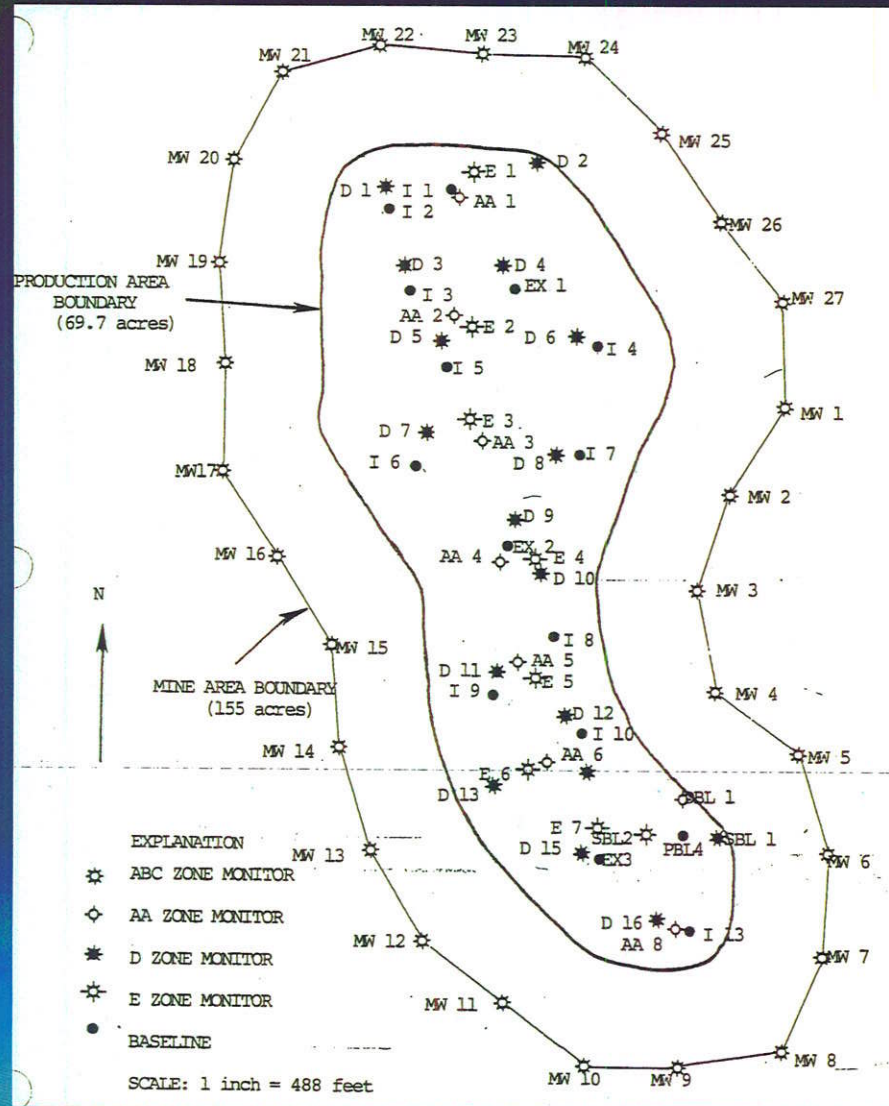 MW 22
MW 23
MW 24
MW 21
MW 25
MW 20
E 1
D 2
D 1
I 1
AA 1
I 2
MW 26
MW 19
D 3
D 4
PRODUCTION AREA
BOUNDARY
(69.7 acres)
I 3
EX 1
MW 27
AA 2
E 2
D 5
D 6
I 4
MW 18
I 5
MW 1
E 3
D 7
AA 3
I 6
D 8
I 7
MW17
MW 2
D 9
EX 2
MW 16
AA 4
E 4
D 10
N
MW 3
I 8
MW 15
AA 5
D 11
E 5
MINE AREA BOUNDARY
(155 acres)
I 9
MW 4
D 12
I 10
MW 14
AA 6
MW 5
E 6
D 13
BL 1
E 7
SBL2
PBL4
SBL 1
EXPLANATION
MW 13
D 15
EX3
MW 6
ABC ZONE MONITOR
AA ZONE MONITOR
D 16
I 13
AA 8
MW 12
D ZONE MONITOR
MW 7
E ZONE MONITOR
MW 11
BASELINE
MW 8
MW 10
MW 9
SCALE: 1 inch = 488 feet